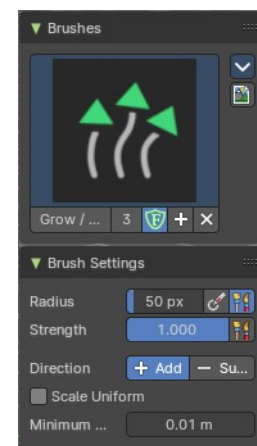 Brushes
Grow / ... 3 F
Brush Settings
Radius 50 px
Strength 1.000
Direction + Add — Su...
Scale Uniform
Minimum ... 0.01 m